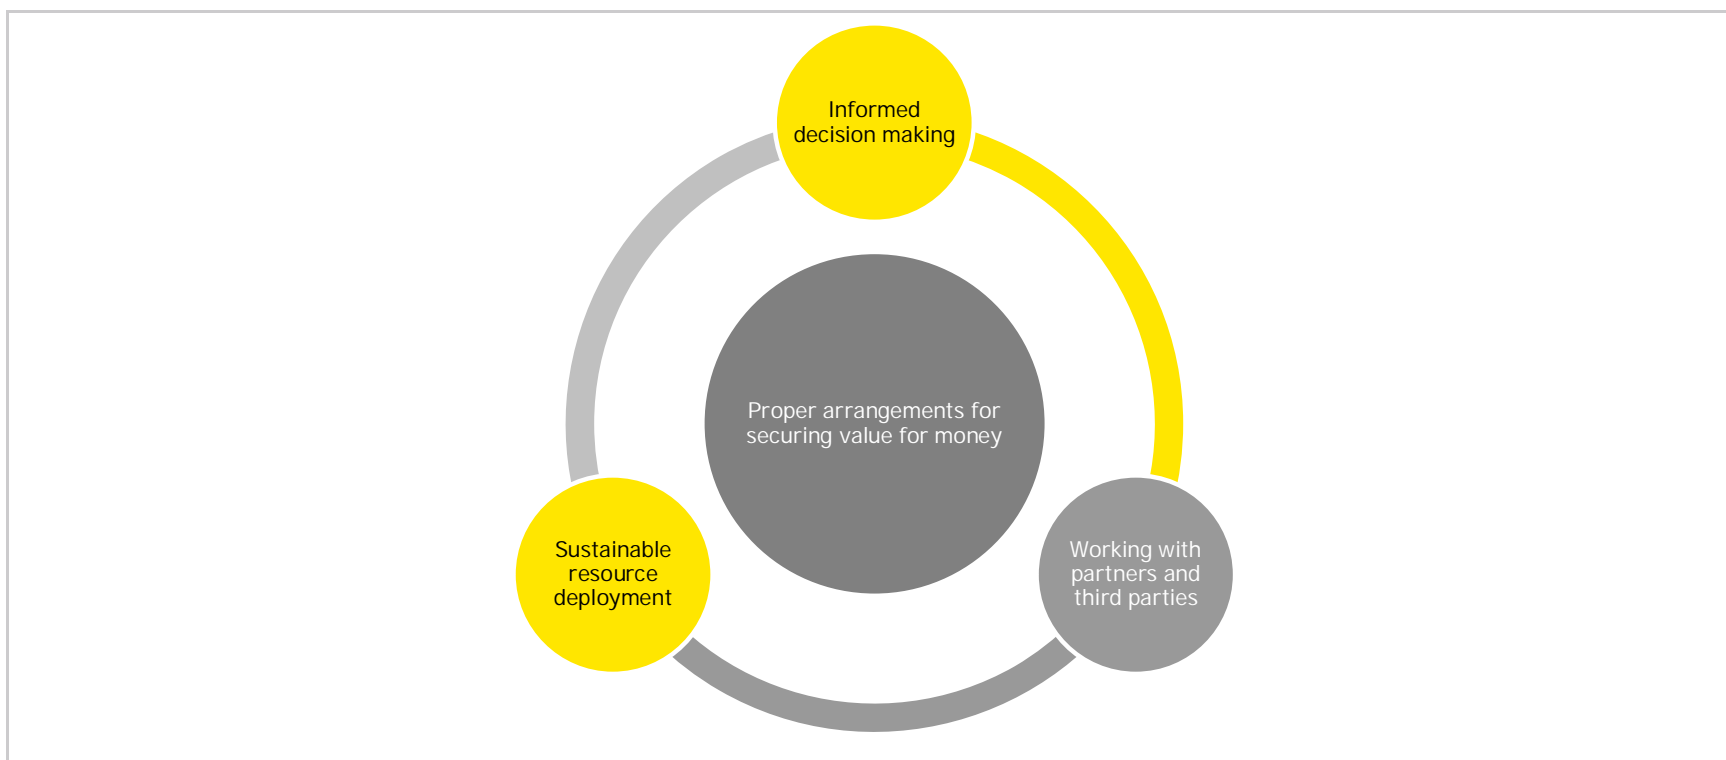 Informed
decision making
Proper arrangements for
securing value for money
Sustainable
resource
deployment
Working with
partners and
third parties